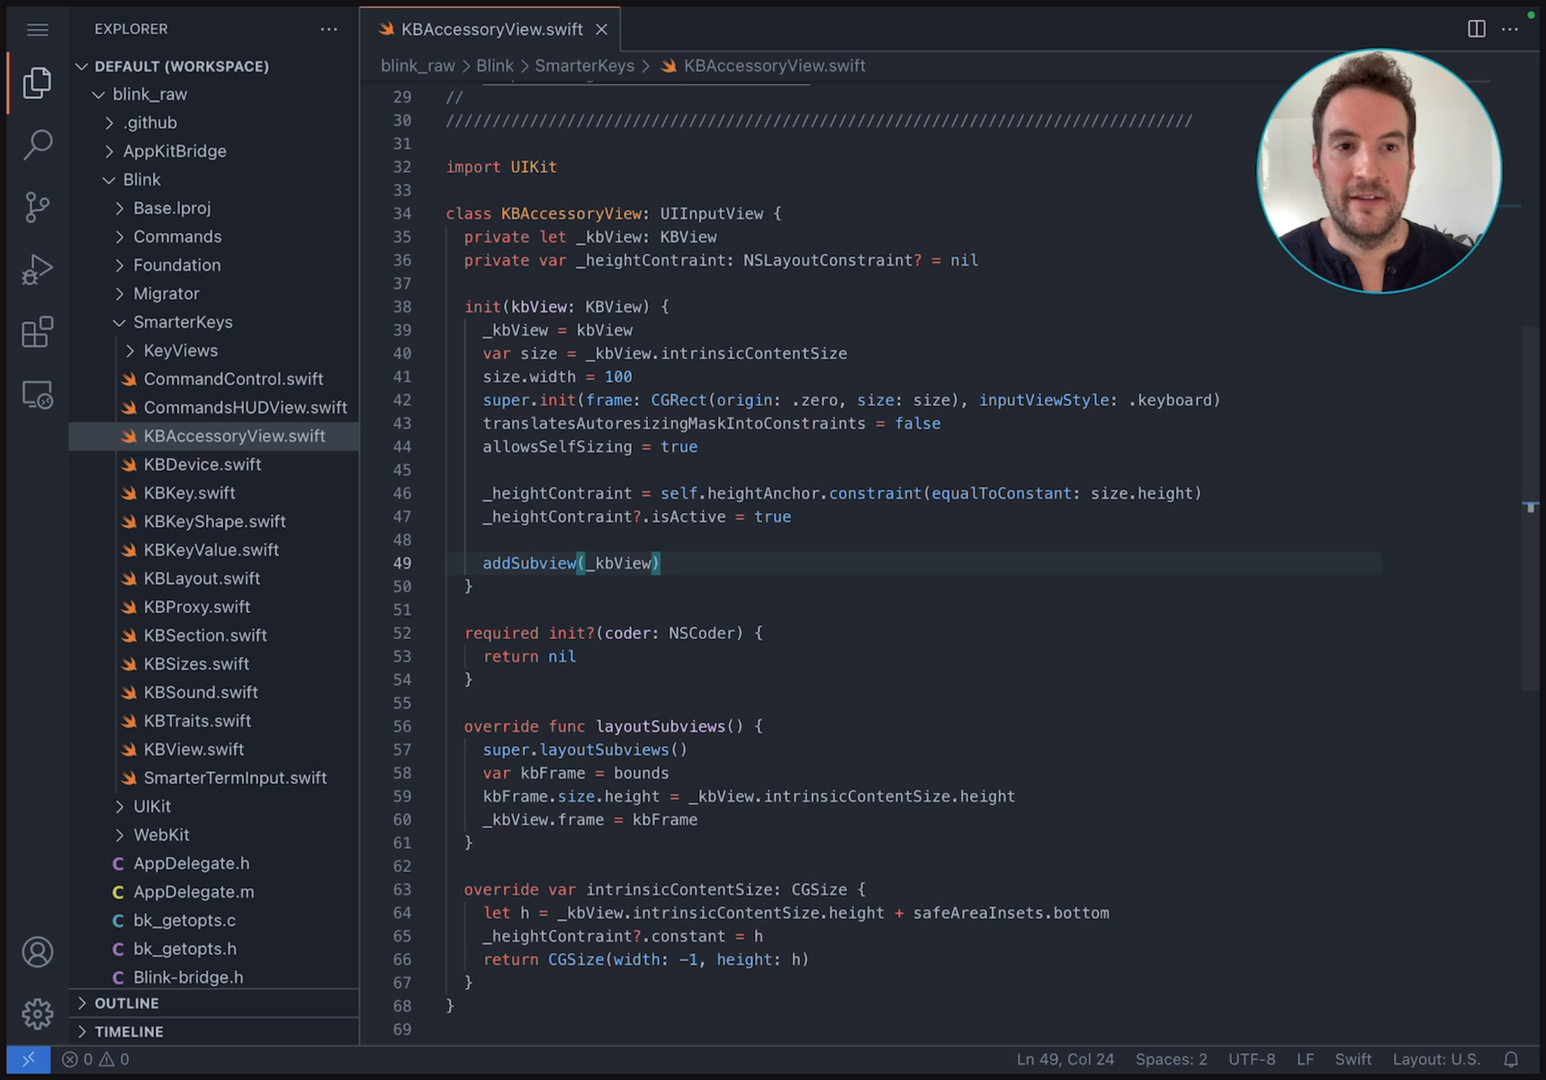 EXPLORER
DEFAULT (WORKSPACE)
blink_raw
.github
AppKitBridge
Blink
Base.lproj
Commands
Foundation
Migrator
SmarterKeys
KeyViews
CommandControl.swift
CommandsHUDView.swift
KBAccessoryView.swift
KBDevice.swift
KBKey.swift
KBKeyShape.swift
KBKeyValue.swift
KBLayout.swift
KBProxy.swift
KBSection.swift
KBSizes.swift
KBSound.swift
KBTraits.swift
KBView.swift
SmarterTermInput.swift
UIKit
WebKit
C AppDelegate.h
C AppDelegate.m
C bk_getopts.c
C bk_getopts.h
C Blink-bridge.h
OUTLINE
TIMELINE
KBAccessoryView.swift
blink_raw > Blink > SmarterKeys > KBAccessoryView.swift
29 //
30 ////////////////////////////////////////////////////////////////////////////////
31
32 import UIKit
33
34 class KBAccessoryView: UIInputView {
35 private let _kbView: KBView
36 private var _heightContraint: NSLayoutConstraint? = nil
37
38 init(kbView: KBView) {
39 _kbView = kbView
40 var size = _kbView.intrinsicContentSize
41 size.width = 100
42 super.init(frame: CGRect(origin: .zero, size: size), inputViewStyle: .keyboard)
43 translatesAutoresizingMaskIntoConstraints = false
44 allowsSelfSizing = true
45
46 _heightContraint = self.heightAnchor.constraint(equalToConstant: size.height)
47 _heightContraint?.isActive = true
48
49 addSubview(_kbView)
50 }
51
52 required init?(coder: NSCoder) {
53 return nil
54 }
55
56 override func layoutSubviews() {
57 super.layoutSubviews()
58 var kbFrame = bounds
59 kbFrame.size.height = _kbView.intrinsicContentSize.height
60 _kbView.frame = kbFrame
61 }
62
63 override var intrinsicContentSize: CGSize {
64 let h = _kbView.intrinsicContentSize.height + safeAreaInsets.bottom
65 _heightContraint?.constant = h
66 return CGSize(width: -1, height: h)
67 }
68 }
69
0 0 Ln 49, Col 24 Spaces: 2 UTF-8 LF Swift Layout: U.S.